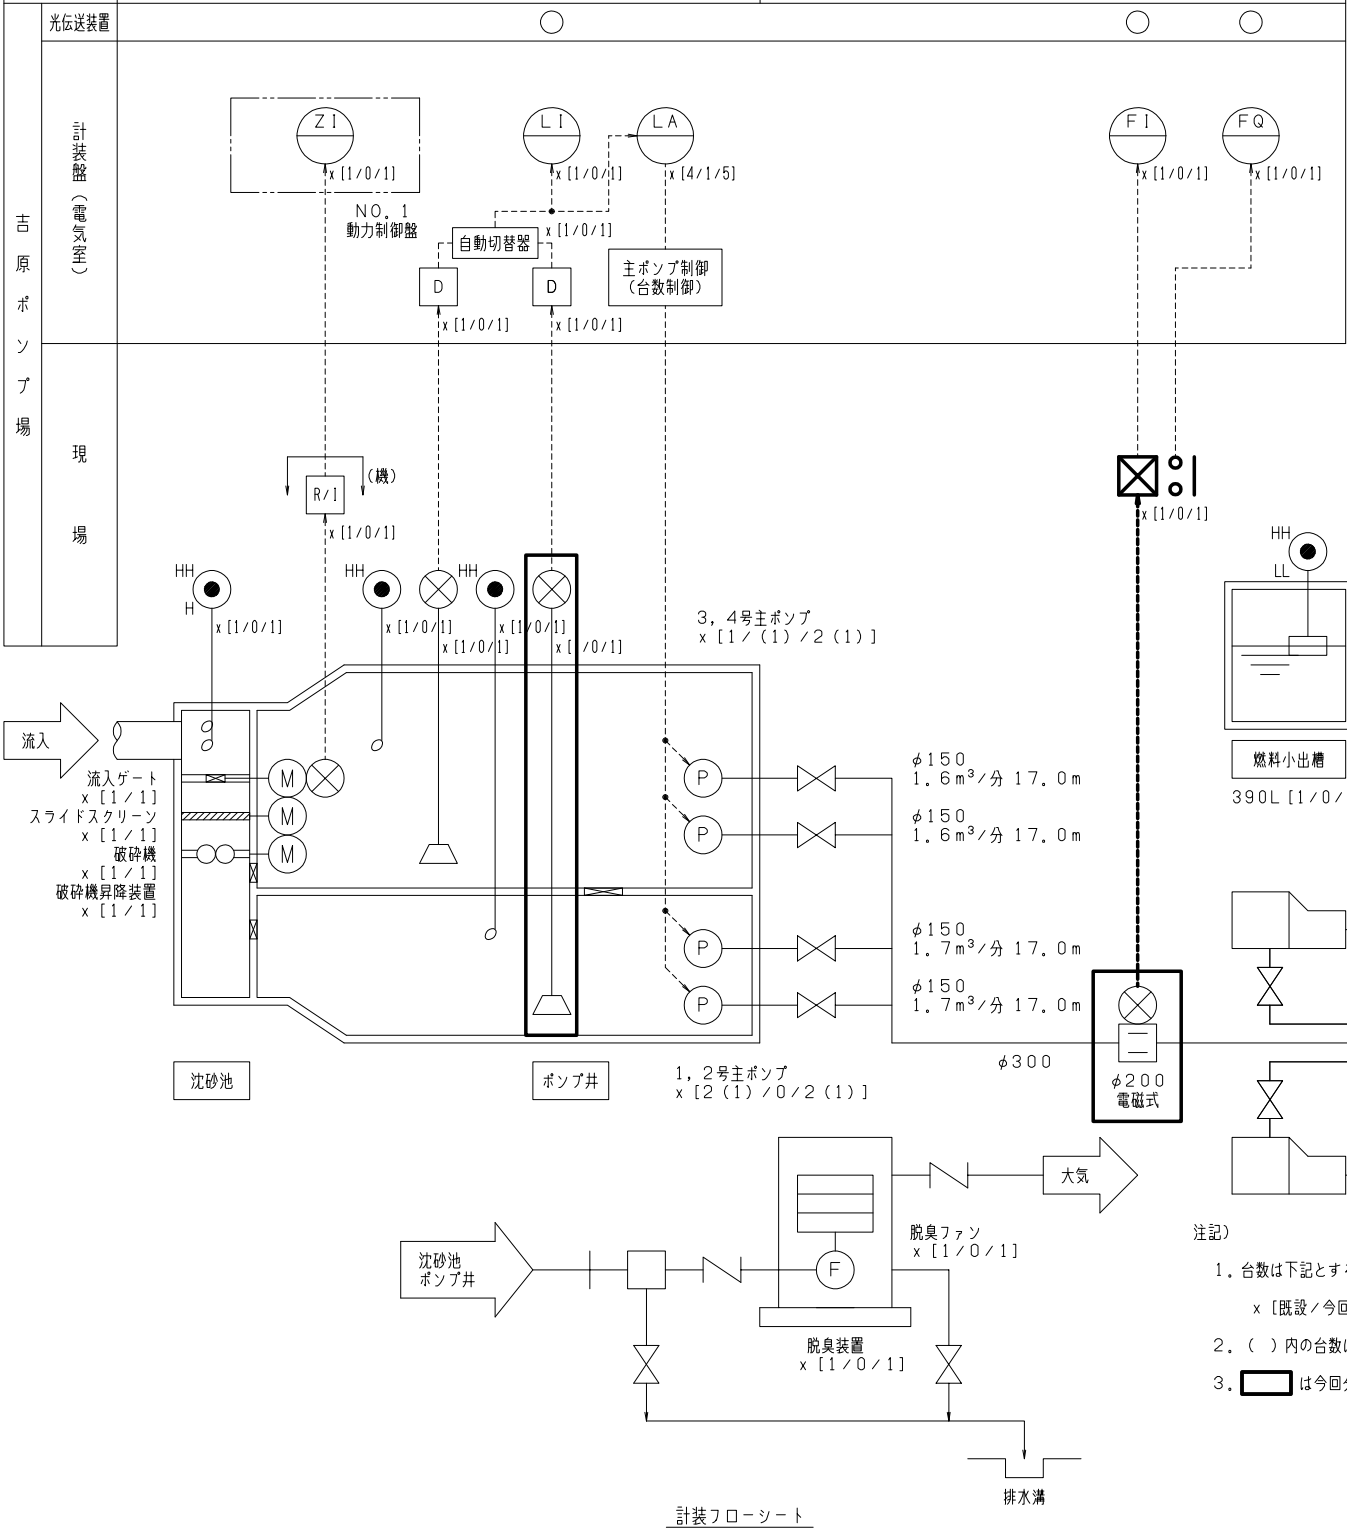 光伝送装置
吉原ポンプ場
計装盤（電気室）
現場
ZI
x [1/0/1]
NO. 1
動力制御盤
LI
x [1/0/1]
LA
x [4/1/5]
FI
x [1/0/1]
FQ
x [1/0/1]
x [1/0/1]
自動切替器
D
D
主ポンプ制御
（台数制御）
x [1/0/1]
x [1/0/1]
（機）
R/I
x [1/0/1]
x [1/0/1]
HH
H
x [1/0/1]
HH
x [1/0/1]
x [1/0/1]
HH
x [1/0/1]
x [1/0/1]
3, 4号主ポンプ
x [1/(1)/2(1)]
HH
LL
燃料小出槽
390L [1/0/
流入
流入ゲート
x [1/1]
スライドスクリーン
x [1/1]
破砕機
x [1/1]
破砕機昇降装置
x [1/1]
M
M
M
P
P
P
P
φ150
1.6m³/分 17.0m
φ150
1.6m³/分 17.0m
φ150
1.7m³/分 17.0m
φ150
1.7m³/分 17.0m
φ300
φ200
電磁式
沈砂池
ポンプ井
1, 2号主ポンプ
x [2(1)/0/2(1)]
大気
脱臭ファン
x [1/0/1]
沈砂池
ポンプ井
F
脱臭装置
x [1/0/1]
排水溝
注記）
1. 台数は下記とす
x [既設/今回
2. ( ) 内の台数
3. は今回
計装フローシート